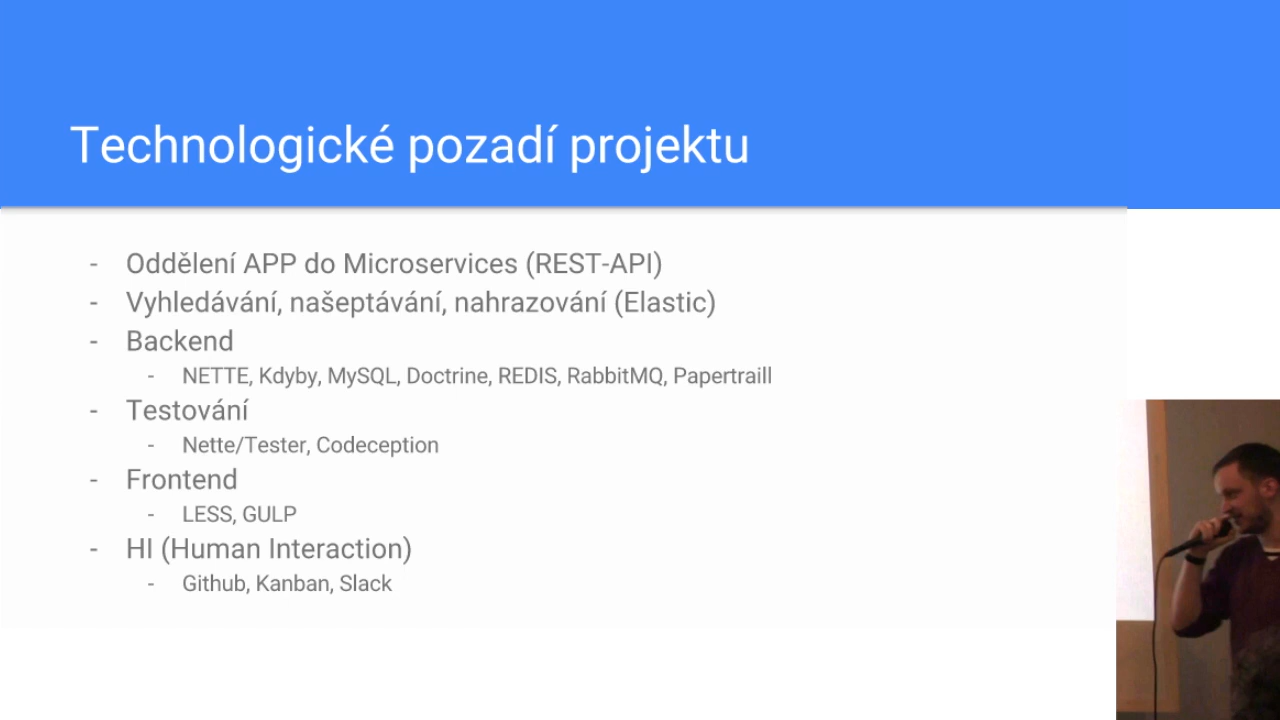 Technologické pozadí projektu
- Oddělení APP do Microservices (REST-API)
- Vyhledávání, našeptávání, nahrazování (Elastic)
- Backend
- NETTE, Kdyby, MySQL, Doctrine, REDIS, RabbitMQ, Papertraill
- Testování
- Nette/Tester, Codeception
- Frontend
- LESS, GULP
- HI (Human Interaction)
- Github, Kanban, Slack